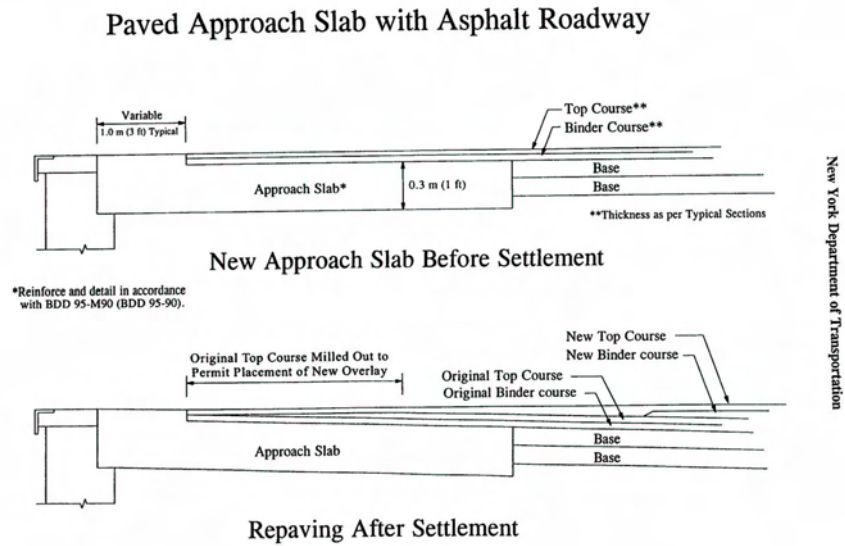 Paved Approach Slab with Asphalt Roadway
Variable
1.0 m (3 ft) Typical
Top Course**
Binder Course**
Base
Approach Slab*
0.3 m (1 ft)
Base
**Thickness as per Typical Sections
New Approach Slab Before Settlement
*Reinforce and detail in accordance
with BDD 95-M90 (BDD 95-90).
New Top Course
New Binder course
Original Top Course Milled Out to
Permit Placement of New Overlay
Original Top Course
Original Binder course
Base
Approach Slab
Base
Repaving After Settlement
New York Department of Transportation